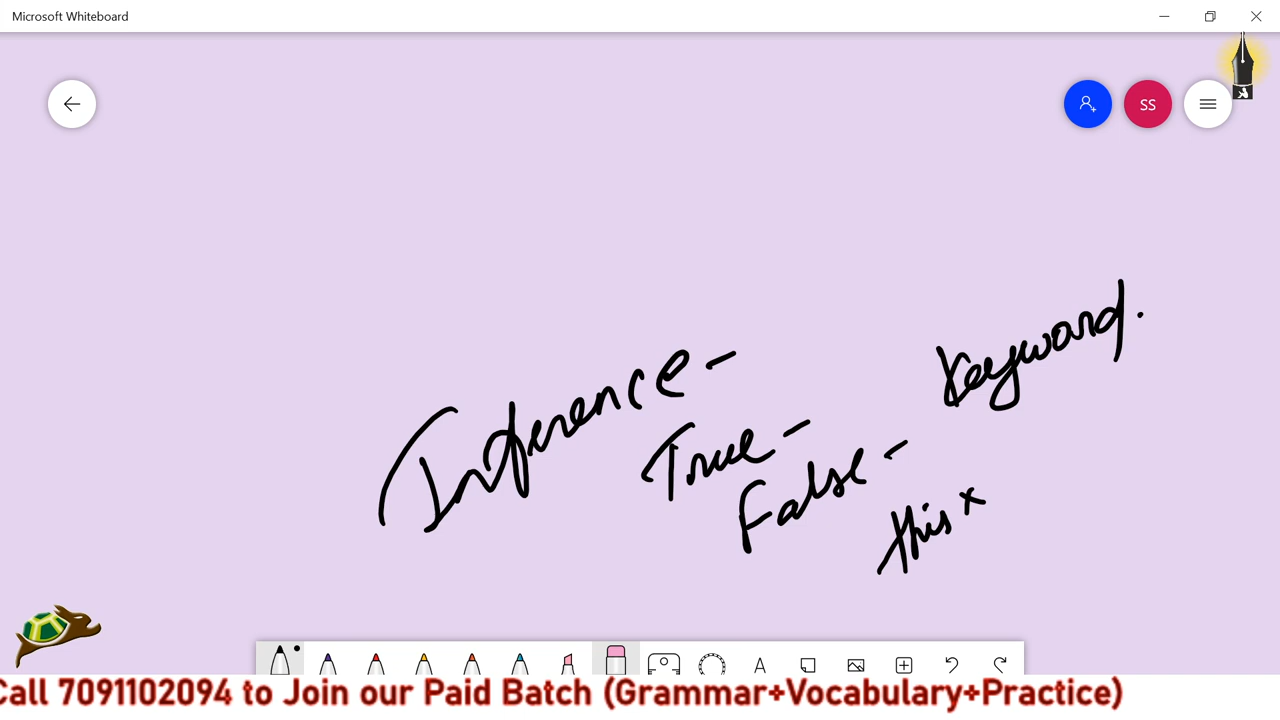 Microsoft Whiteboard
SS
Keyword.
Inference -
True -
False -
this x
A
Call 7091102094 to Join our Paid Batch (Grammar+Vocabulary+Practice)